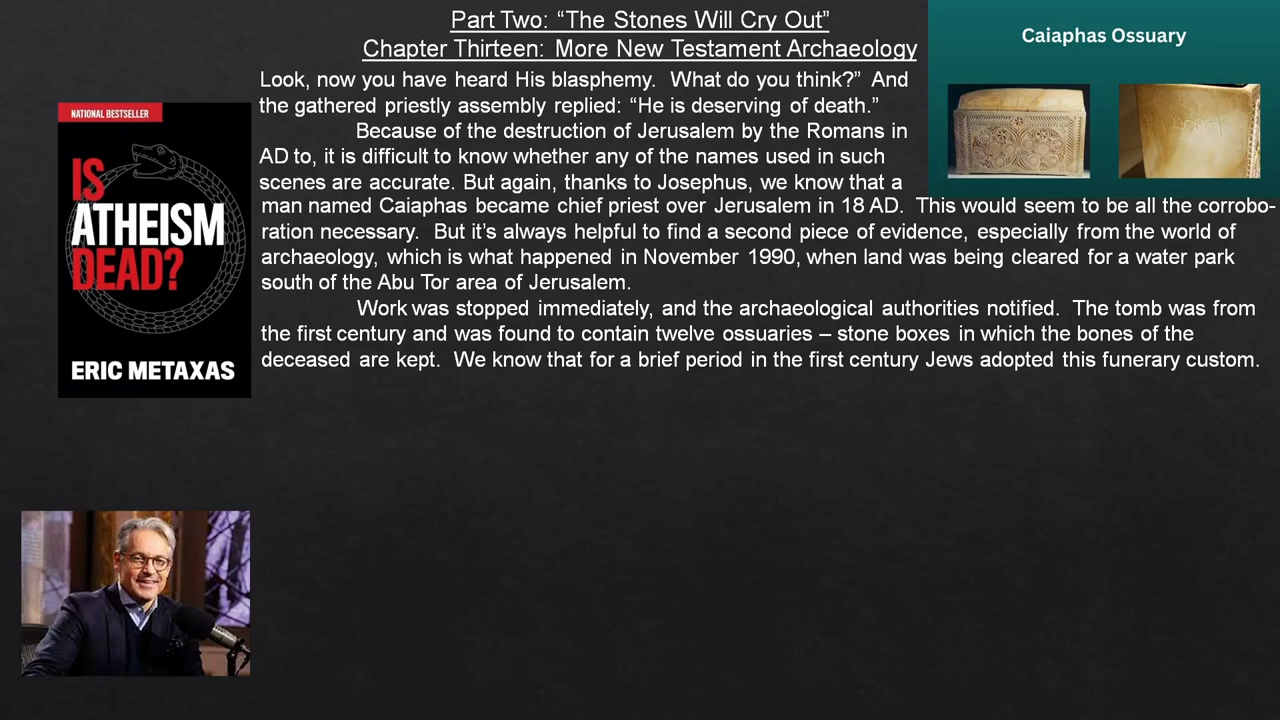 Part Two: “The Stones Will Cry Out”
Chapter Thirteen: More New Testament Archaeology
Caiaphas Ossuary
Look, now you have heard His blasphemy. What do you think?” And
the gathered priestly assembly replied: “He is deserving of death.”
Because of the destruction of Jerusalem by the Romans in
AD to, it is difficult to know whether any of the names used in such
scenes are accurate. But again, thanks to Josephus, we know that a
man named Caiaphas became chief priest over Jerusalem in 18 AD. This would seem to be all the corrobo-
ration necessary. But it’s always helpful to find a second piece of evidence, especially from the world of
archaeology, which is what happened in November 1990, when land was being cleared for a water park
south of the Abu Tor area of Jerusalem.
Work was stopped immediately, and the archaeological authorities notified. The tomb was from
the first century and was found to contain twelve ossuaries – stone boxes in which the bones of the
deceased are kept. We know that for a brief period in the first century Jews adopted this funerary custom.
NATIONAL BESTSELLER
IS
ATHEISM
DEAD?
ERIC METAXAS